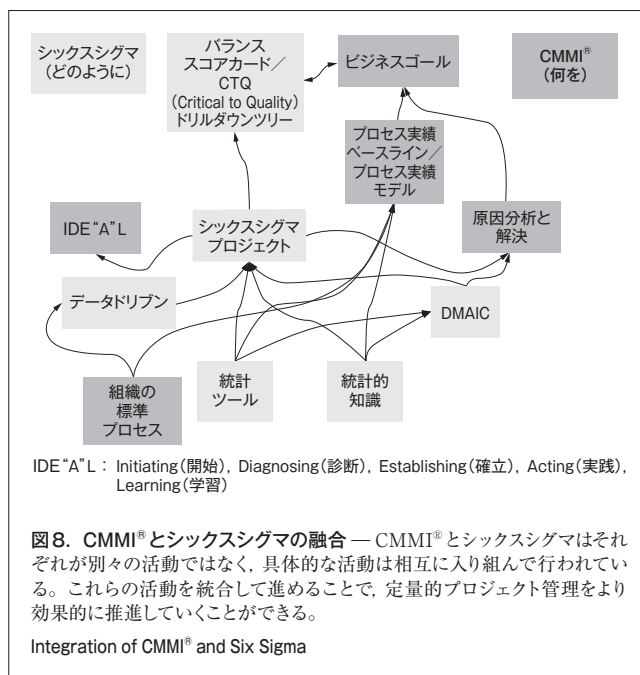 シックスシグマ
(どのように)
バランス
スコアカード/
CTQ
(Critical to Quality)
ドリルダウンツリー
ビジネスゴール
CMMI®
(何を)
プロセス実績
ベースライン/
プロセス実績
モデル
IDE“A”L
シックスシグマ
プロジェクト
原因分析と
解決
データドリブン
DMAIC
組織の
標準
プロセス
統計
ツール
統計的
知識
IDE“A”L: Initiating(開始), Diagnosing(診断), Establishing(確立), Acting(実践),
Learning(学習)
図8. CMMI®とシックスシグマの融合 — CMMI®とシックスシグマはそれ
ぞれが別々の活動ではなく, 具体的な活動は相互に入り組んで行われてい
る。これらの活動を統合して進めることで, 定量的プロジェクト管理をより
効果的に推進していくことができる。
Integration of CMMI® and Six Sigma